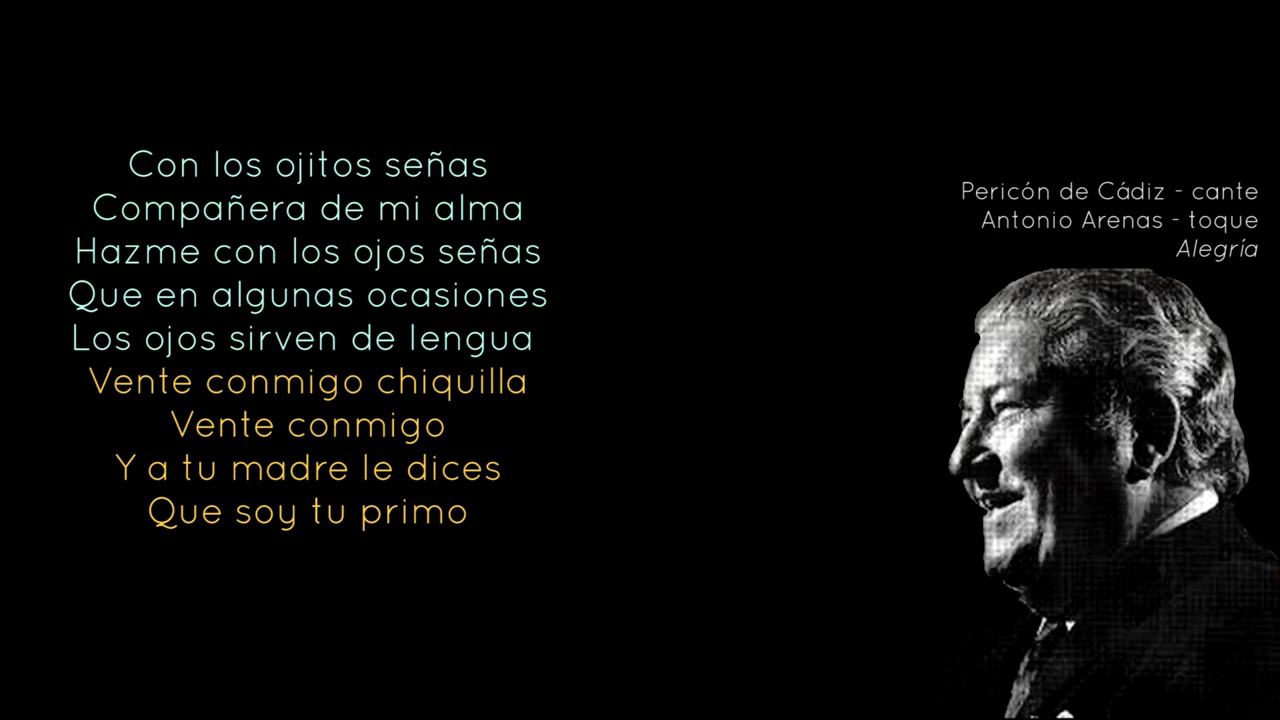 Con los ojitos señas
Compañera de mi alma
Hazme con los ojos señas
Que en algunas ocasiones
Los ojos sirven de lengua
Vente conmigo chiquilla
Vente conmigo
Y a tu madre le dices
Que soy tu primo
Pericón de Cádiz - cante
Antonio Arenas - toque
Alegría